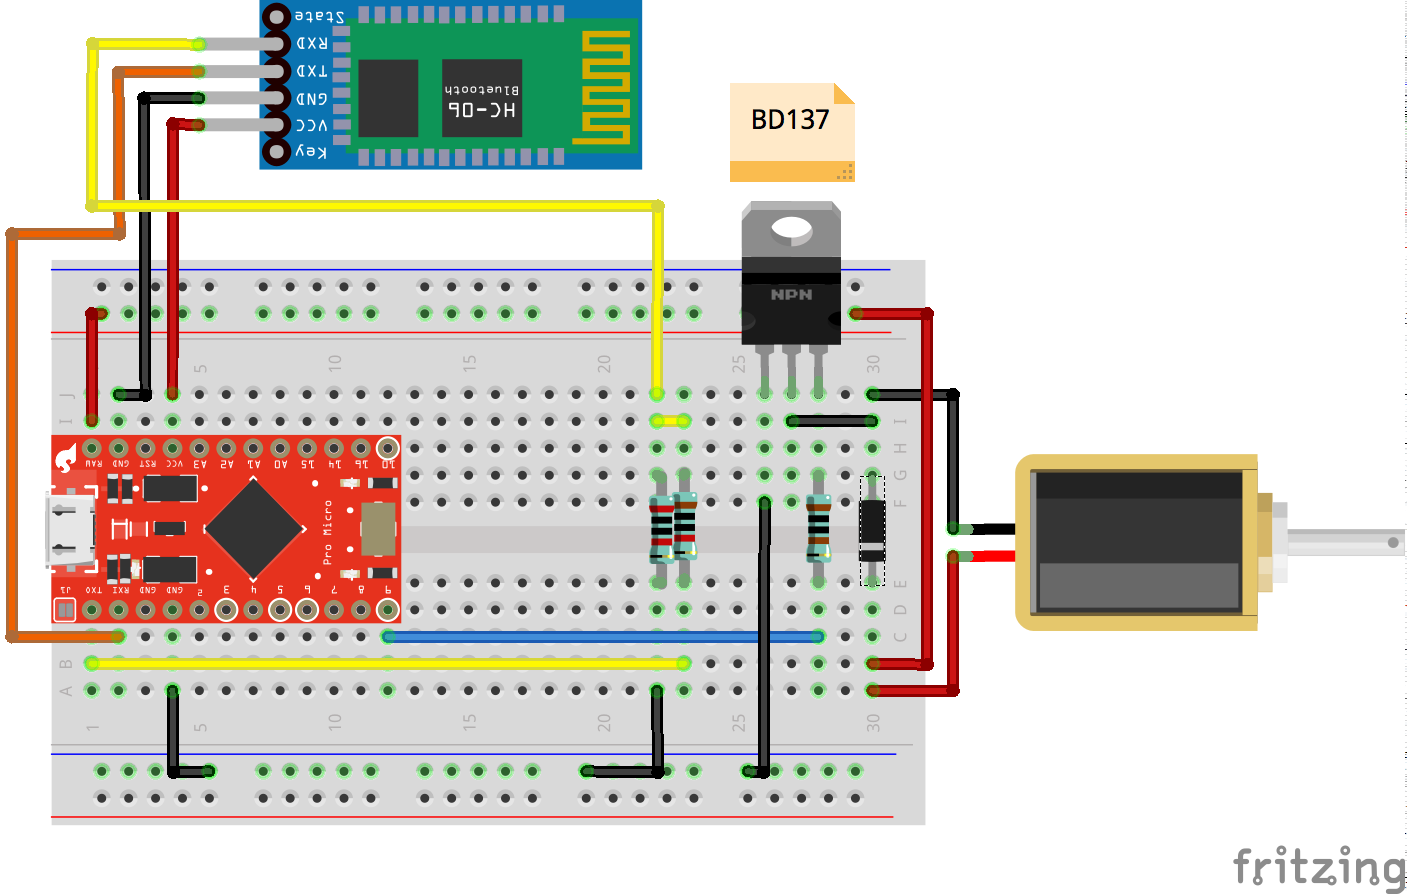 State
RXD
TXD
GND
VCC
Key
Bluetooth
HC-06
BD137
NPN
5 10 15 20 25 30
J
I
H
G
F
E
D
C
B
A
RAW GND RST VCC A3 A2 A1 A0 15 14 16 10
Pro Micro
J1 TXO RXI GND GND 2 3 4 5 6 7 8 9
1 5 10 15 20 25 30
fritzing